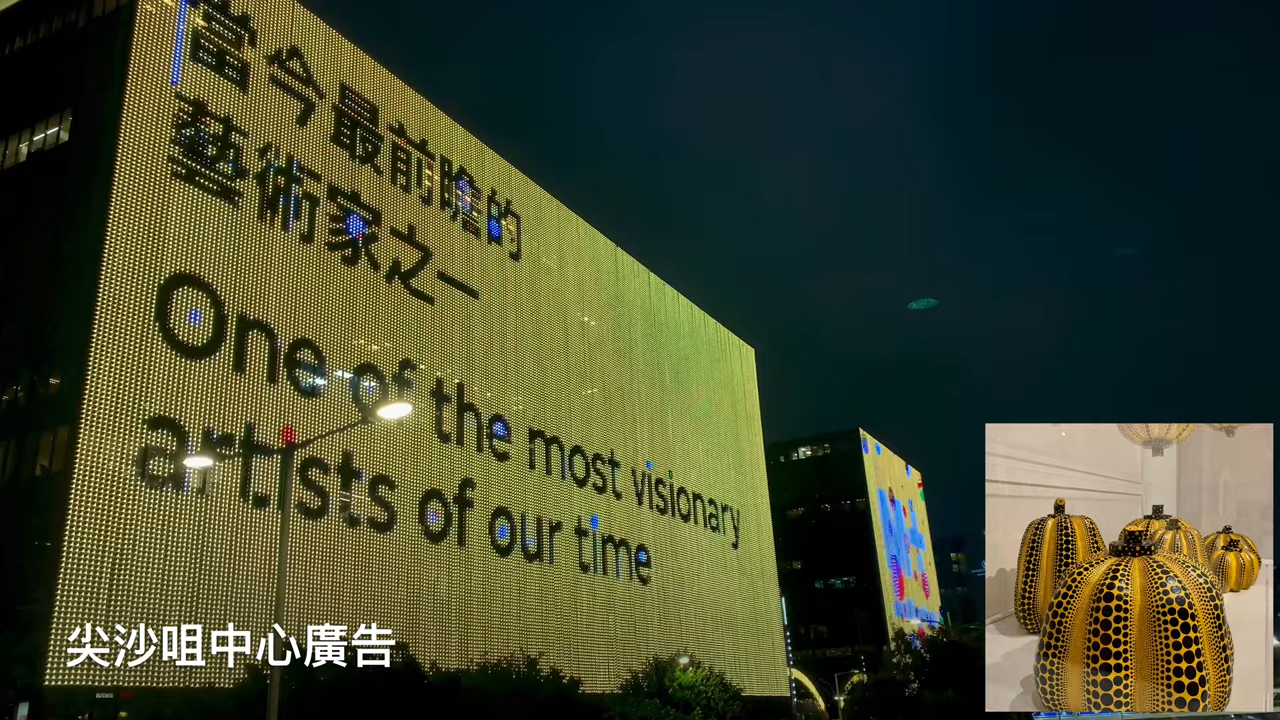 當今最前瞻的
藝術家之一
One of the most visionary
artists of our time
尖沙咀中心廣告